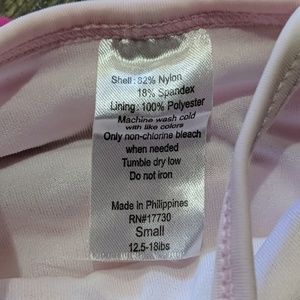 Shell : 82% Nylon
18% Spandex
Lining : 100% Polyester
Machine wash cold
with like colors
Only non-chlorine bleach
when needed
Tumble dry low
Do not iron
Made in Philippines
RN#17730
Small
12.5-18lbs